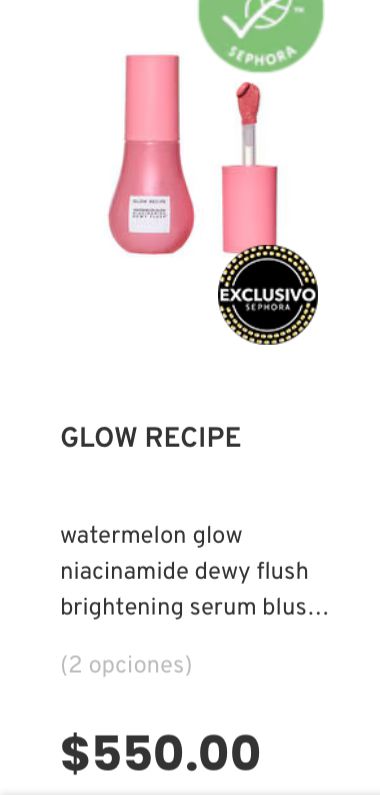 SEPHORA
GLOW RECIPE
EXCLUSIVO
SEPHORA
GLOW RECIPE
watermelon glow
niacinamide dewy flush
brightening serum blus...
(2 opciones)
$550.00